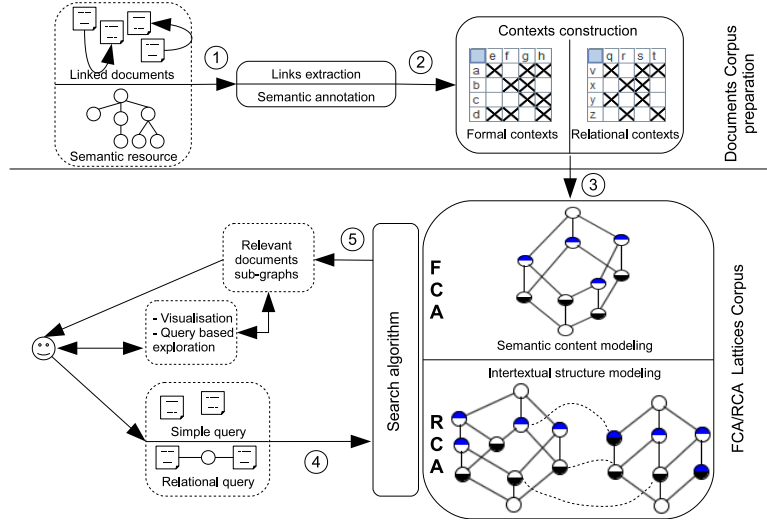 Linked documents
Semantic resource
1
Links extraction
Semantic annotation
2
Contexts construction
e f g h
a
b
c
d
Formal contexts
q r s t
v
x
y
z
Relational contexts
Documents Corpus
preparation
3
Relevant
documents
sub-graphs
5
- Visualisation
- Query based
exploration
Simple query
Relational query
4
Search algorithm
F
C
A
Semantic content modeling
Intertextual structure modeling
R
C
A
FCA/RCA Lattices Corpus